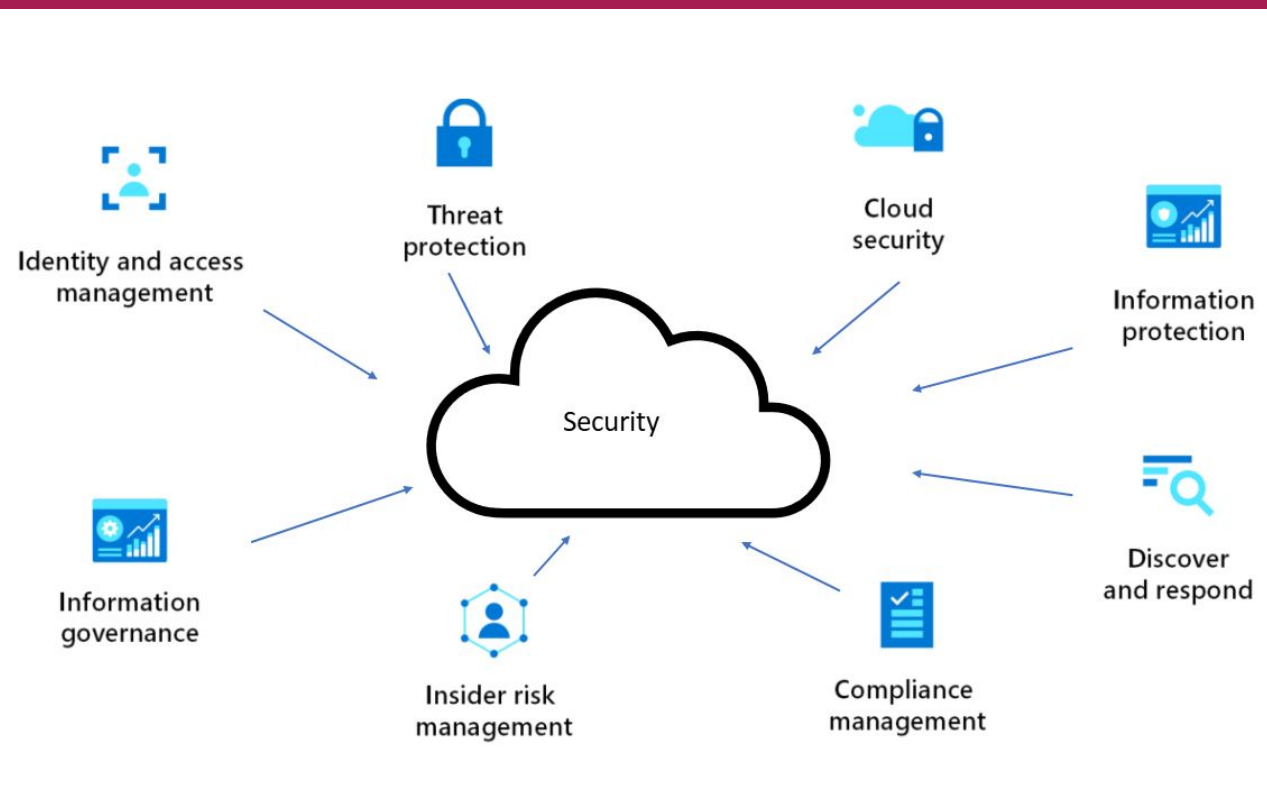 Threat
protection
Cloud
security
Identity and access
management
Information
protection
Security
Discover
and respond
Information
governance
Insider risk
management
Compliance
management